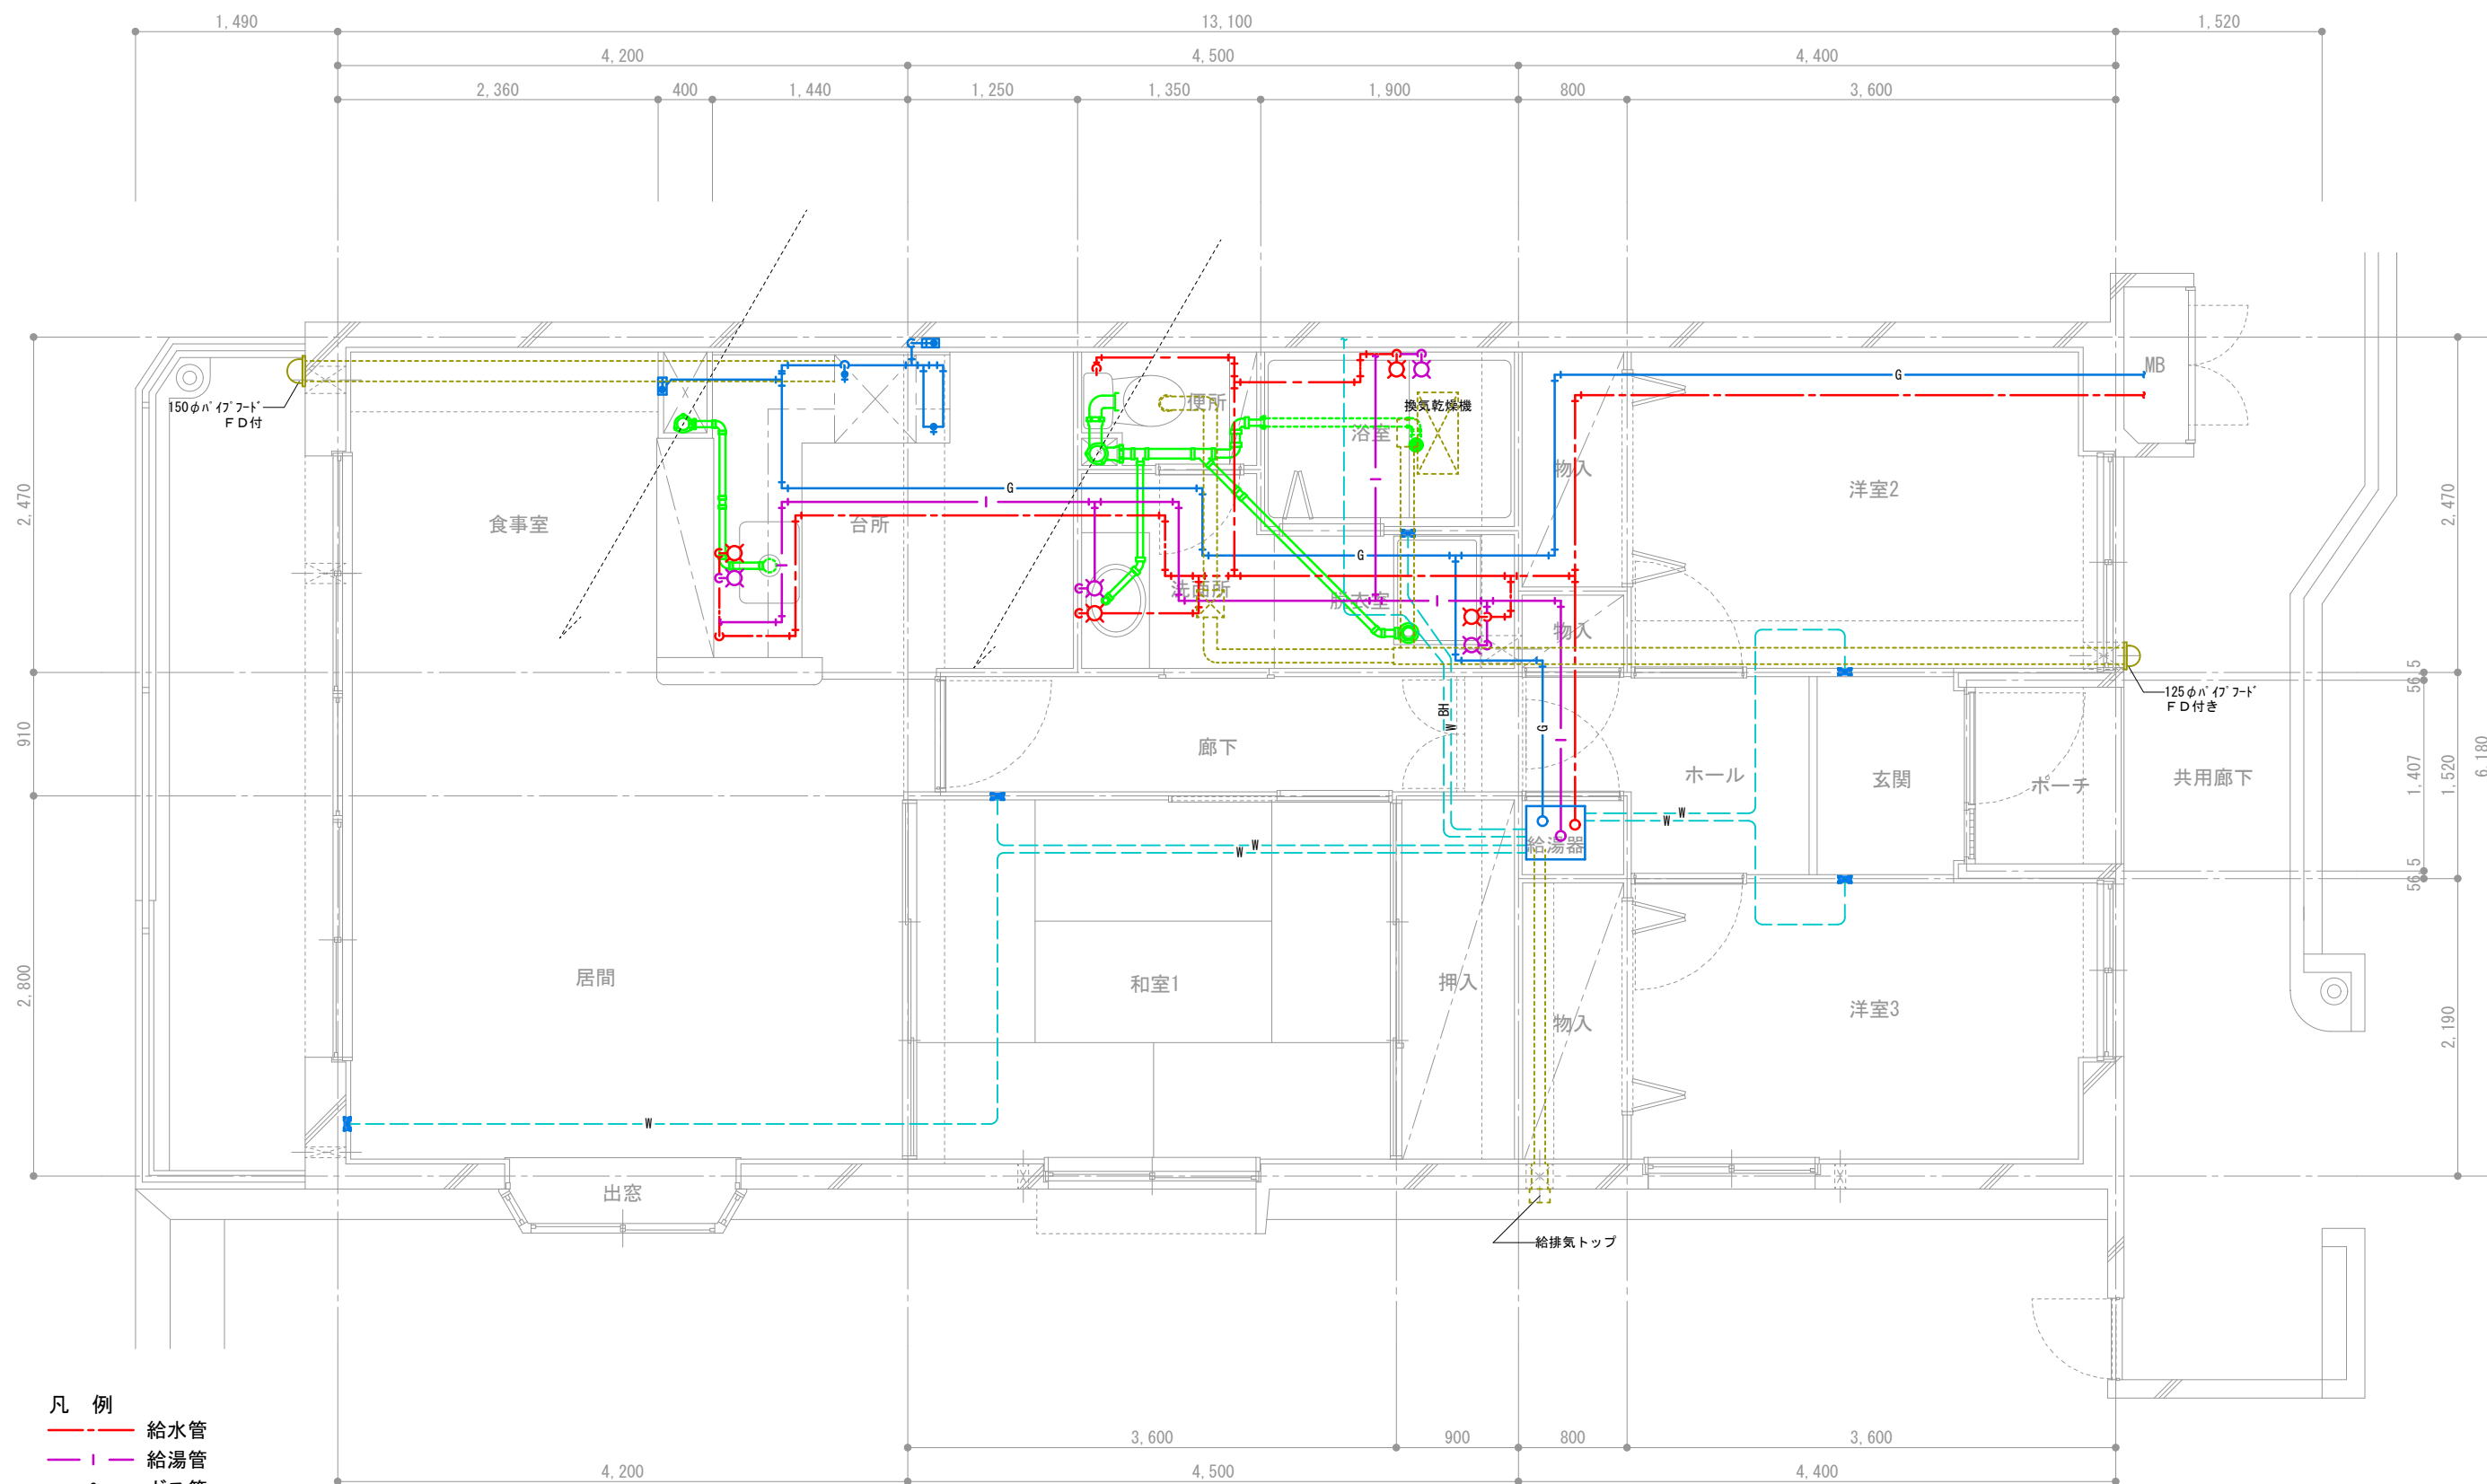 1,490
13,100
1,520
4,200
4,500
4,400
2,360
400
1,440
1,250
1,350
1,900
800
3,600
MB
G
150φﾊﾟｲﾌﾟﾌｰﾄﾞ
ＦＤ付
便所
換気乾燥機
浴室
物入
洋室2
2,470
2,470
食事室
台所
G
I
G
I
洗面所
脱衣室
I
物入
56.5
125φﾊﾟｲﾌﾟﾌｰﾄﾞ
ＦＤ付き
910
BH
W
G
I
廊下
ホール
玄関
ポーチ
共用廊下
1,407
1,520
6,180
W
W
給湯器
W
W
56.5
2,800
居間
和室1
押入
物入
洋室3
2,190
W
出窓
給排気トップ
凡　例
給水管
I 給湯管
3,600
900
800
3,600
4,200
4,500
4,400